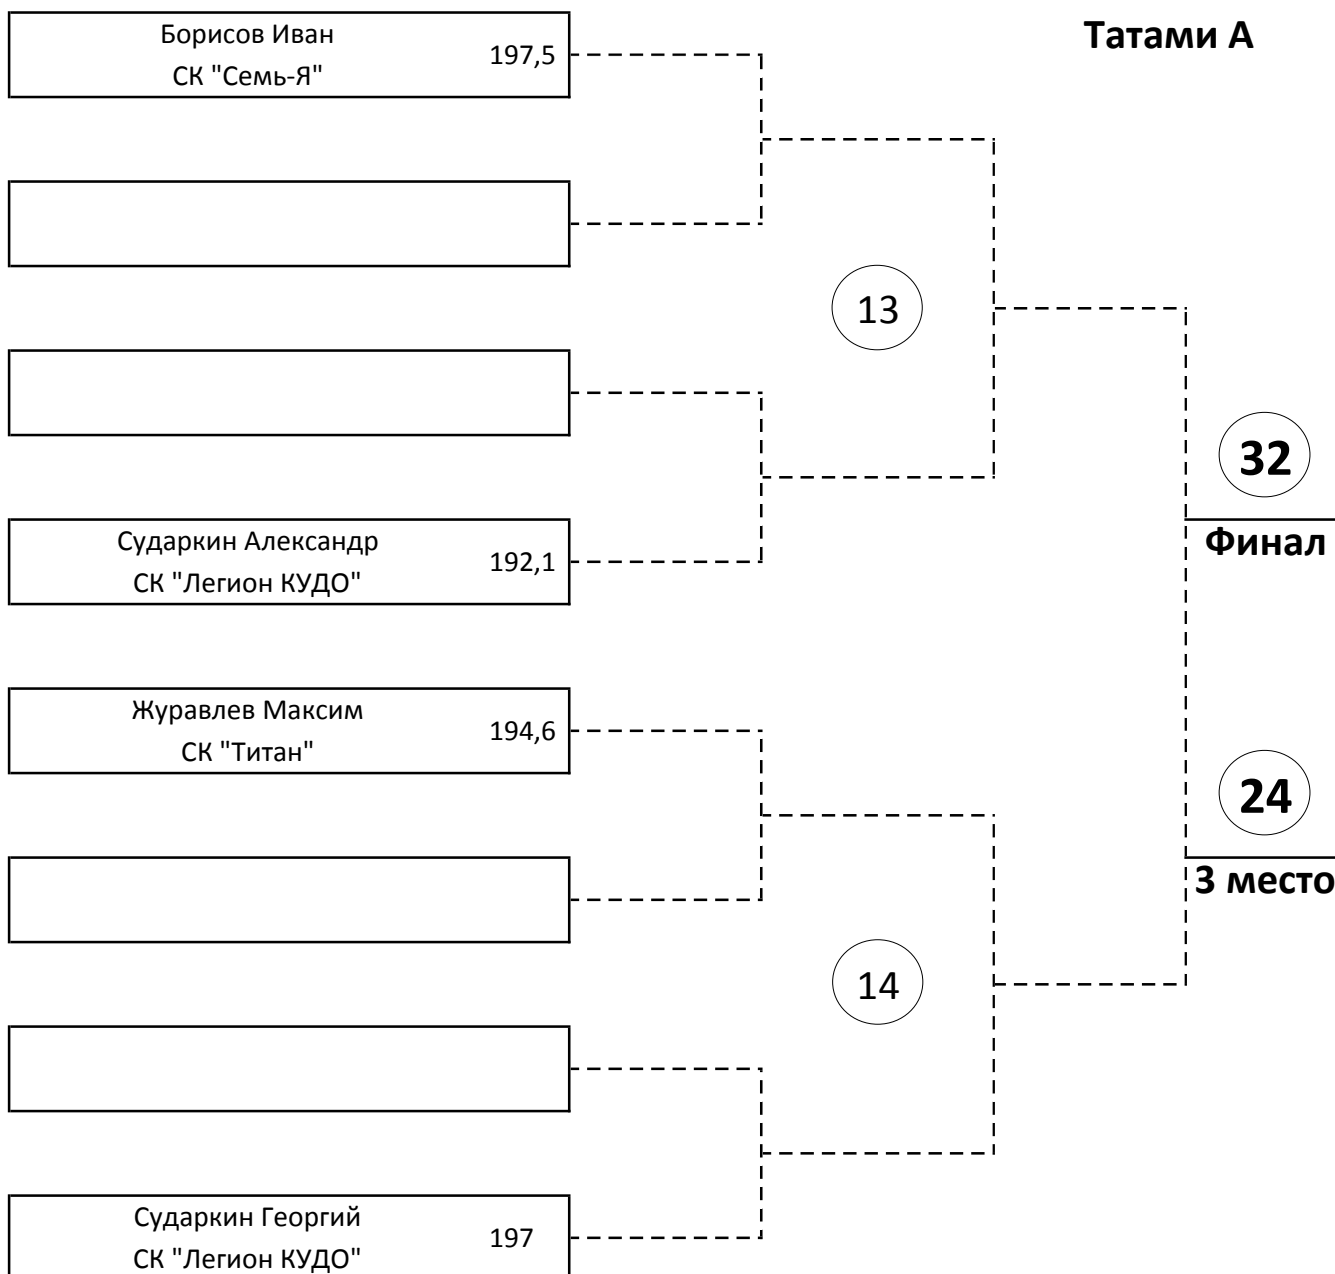 Борисов Иван
СК "Семь-Я"
197,5
Татами А
13
32
Финал
Сударкин Александр
СК "Легион КУДО"
192,1
Журавлев Максим
СК "Титан"
194,6
24
3 место
14
Сударкин Георгий
СК "Легион КУДО"
197